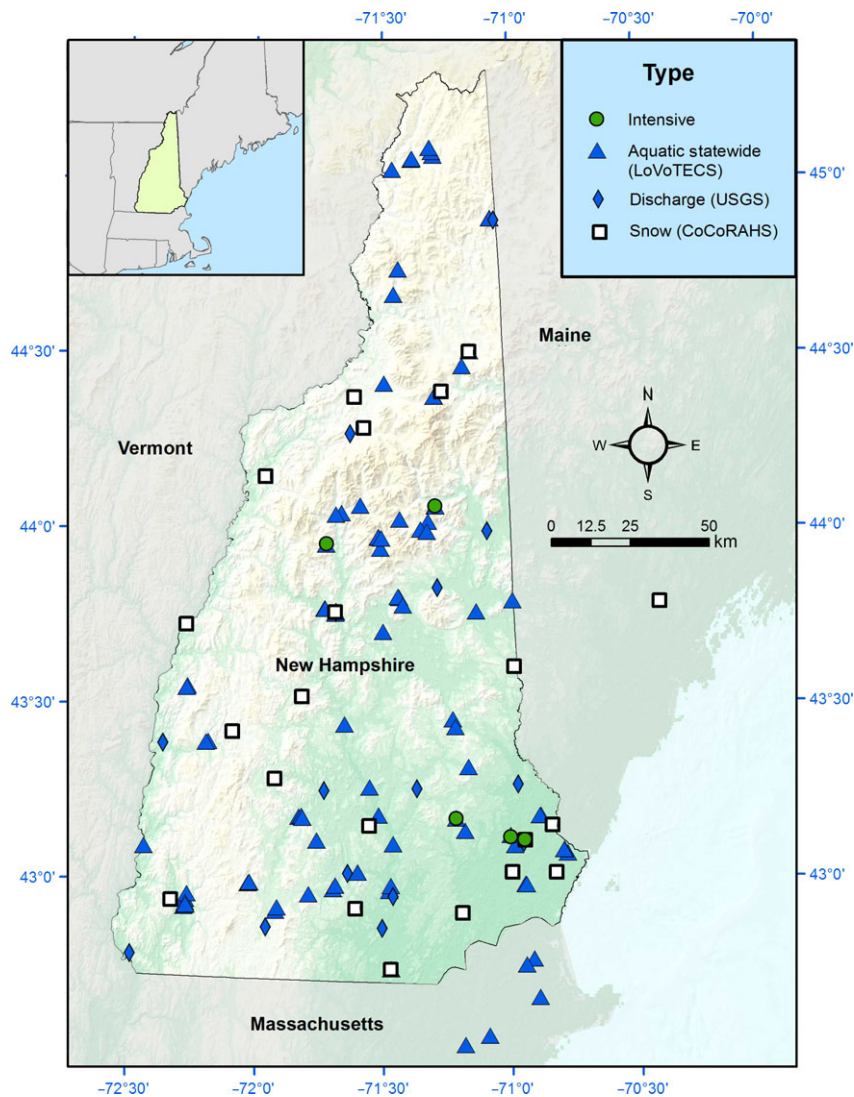 −71°30' −71°0' −70°30' −70°0'
Type
Intensive
Aquatic statewide
(LoVoTECS)
Discharge (USGS)
Snow (CoCoRAHS)
45°0'
44°30' 44°30'
Maine
Vermont
N
W E
S
44°0' 44°0'
0 12.5 25 50
km
New Hampshire
43°30' 43°30'
43°0' 43°0'
Massachusetts
−72°30' −72°0' −71°30' −71°0' −70°30'